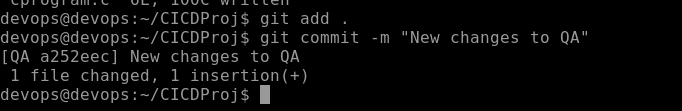 cprogram.c" 6L, 100C written
devops@devops:~/CICDProj$ git add .
devops@devops:~/CICDProj$ git commit -m "New changes to QA"
[QA a252eec] New changes to QA
 1 file changed, 1 insertion(+)
devops@devops:~/CICDProj$